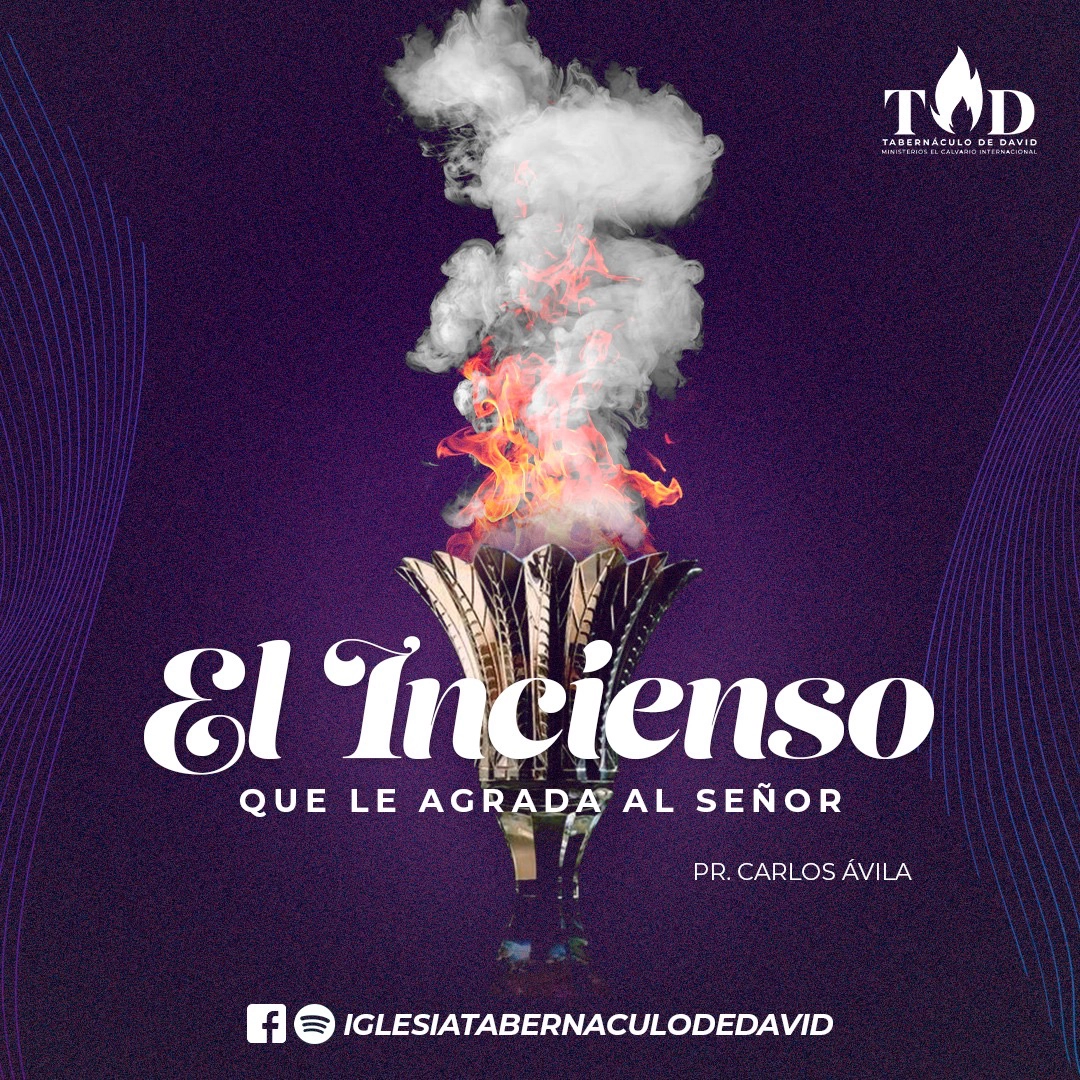 TD
TABERNÁCULO DE DAVID
MINISTERIOS EL CALVARIO INTERNACIONAL
El Incienso
QUE LE AGRADA AL SEÑOR
PR. CARLOS ÁVILA
IGLESIATABERNACULODEDAVID